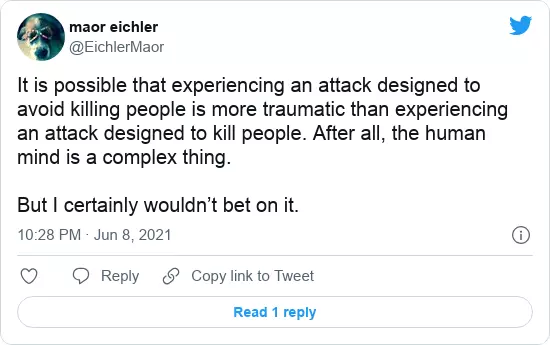 maor eichler
@EichlerMaor
It is possible that experiencing an attack designed to
avoid killing people is more traumatic than experiencing
an attack designed to kill people. After all, the human
mind is a complex thing.
But I certainly wouldn’t bet on it.
10:28 PM · Jun 8, 2021
Reply Copy link to Tweet
Read 1 reply